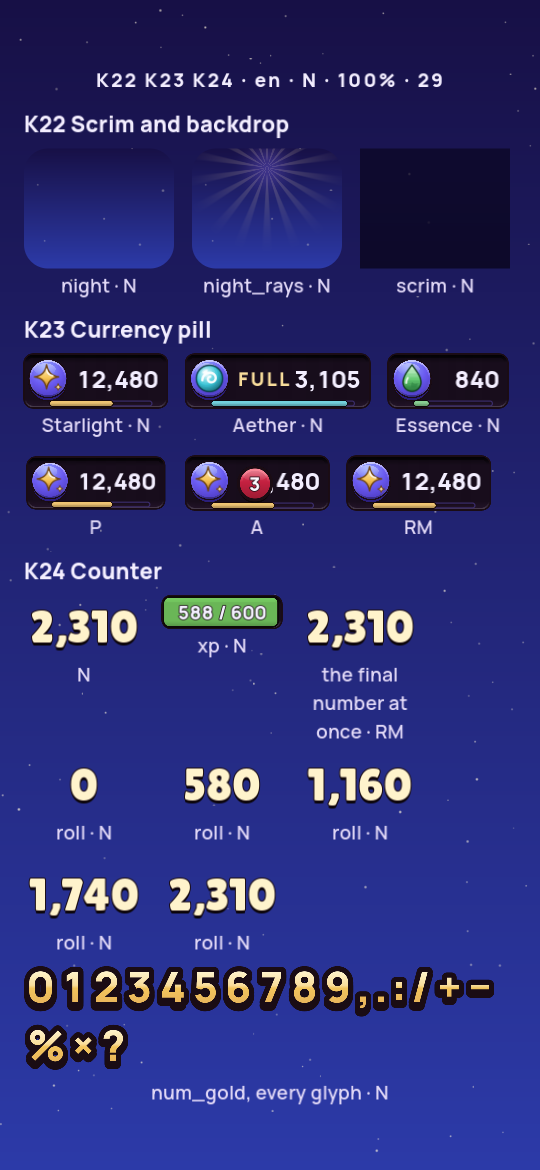 K22 K23 K24 · en · N · 100% · 29
K22 Scrim and backdrop
night · N night_rays · N scrim · N
K23 Currency pill
12,480 FULL 3,105 840
Starlight · N Aether · N Essence · N
12,480 3 ,480 12,480
P A RM
K24 Counter
2,310 588 / 600 2,310
xp · N
N the final
number at
once · RM
0 580 1,160
roll · N roll · N roll · N
1,740 2,310
roll · N roll · N
0123456789,.:/+−
%×?
num_gold, every glyph · N